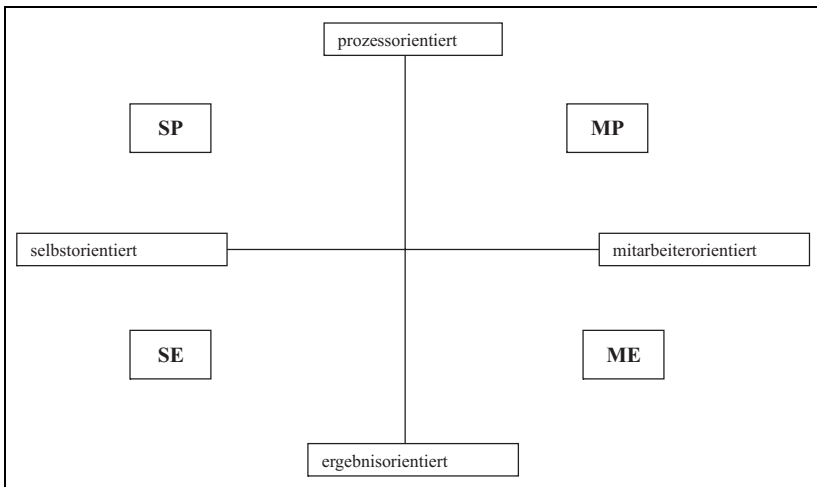 prozessorientiert
SP
MP
selbstorientiert
mitarbeiterorientiert
SE
ME
ergebnisorientiert